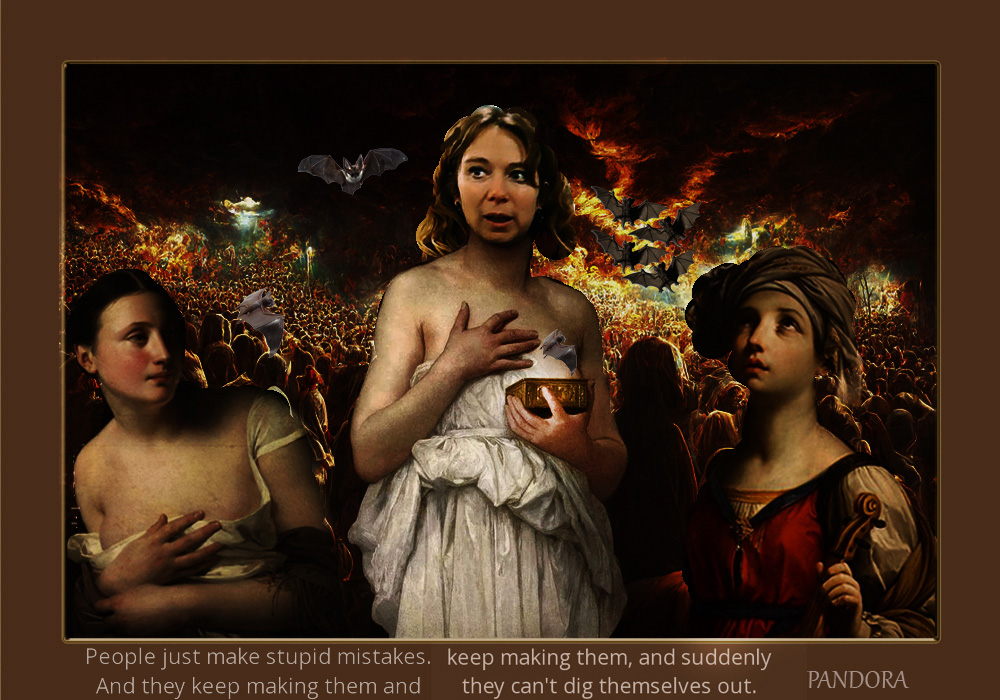 People just make stupid mistakes.
And they keep making them and
keep making them, and suddenly
they can't dig themselves out.
PANDORA